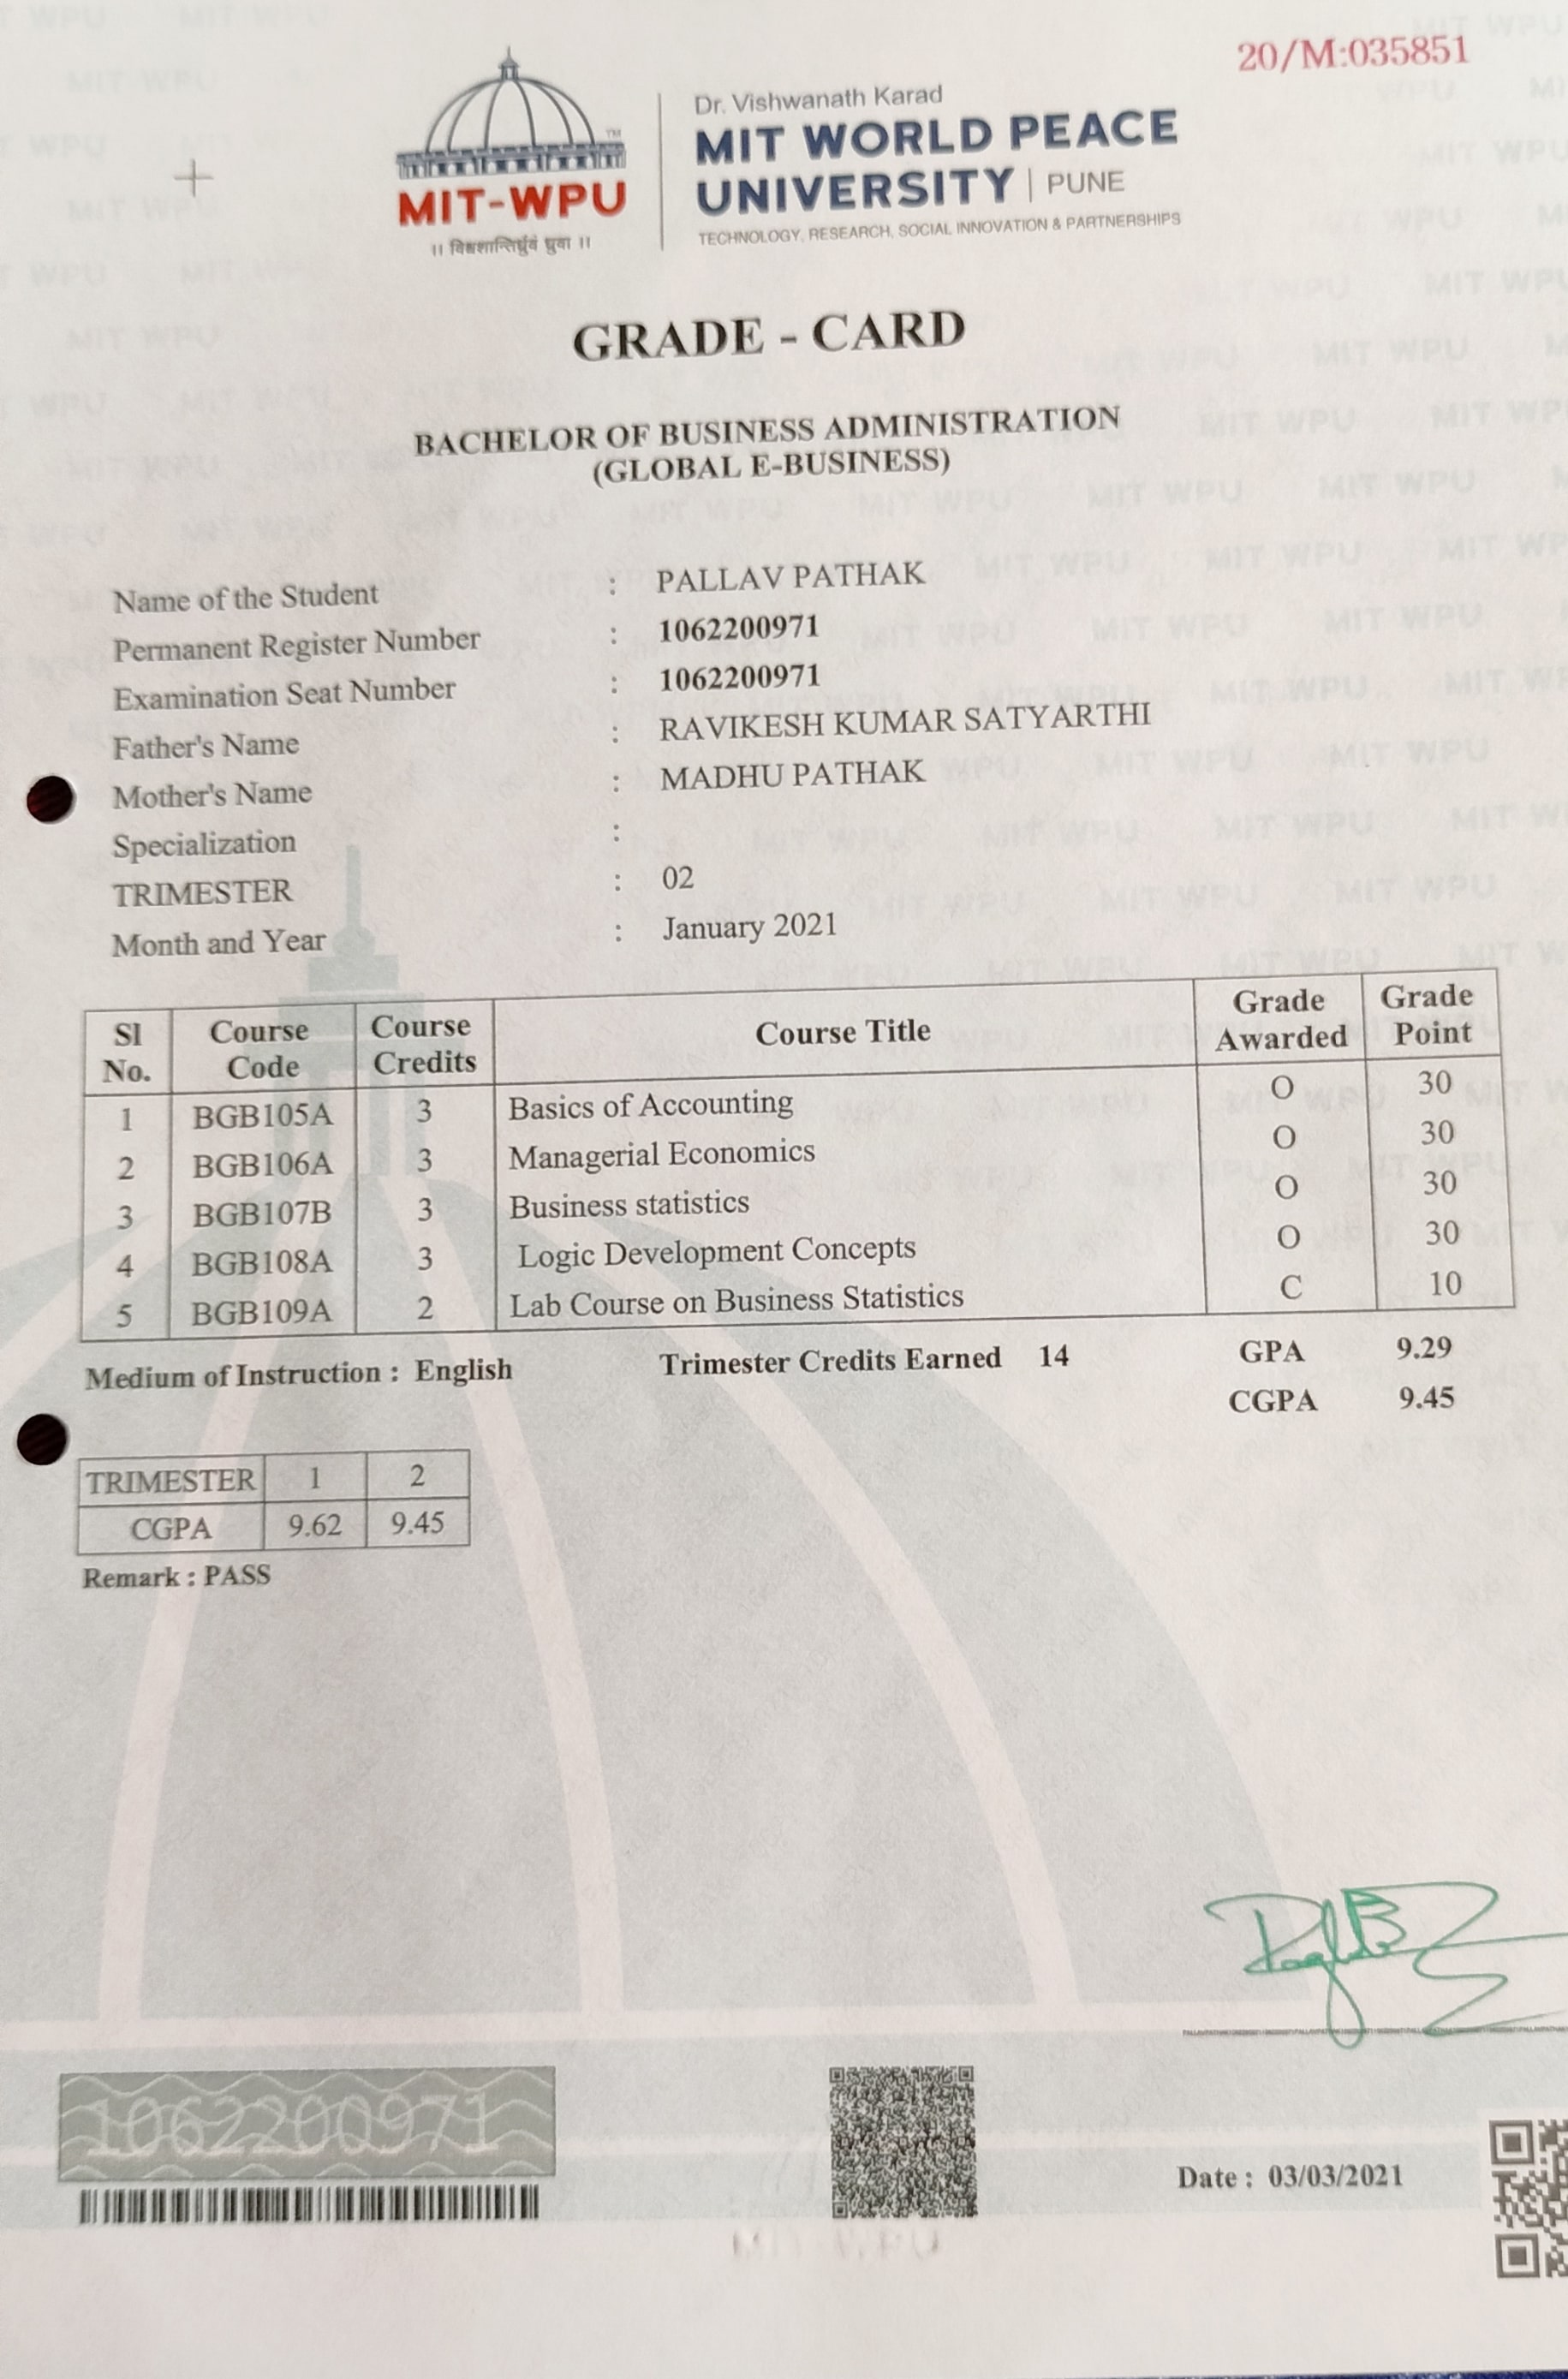 20/M:035851
Dr. Vishwanath Karad
MIT WORLD PEACE
UNIVERSITY | PUNE
TECHNOLOGY, RESEARCH, SOCIAL INNOVATION & PARTNERSHIPS
TM
MIT-WPU
॥ विश्वशान्तिर्ध्रुवं ध्रुवा ॥
GRADE - CARD
BACHELOR OF BUSINESS ADMINISTRATION
(GLOBAL E-BUSINESS)
Name of the Student : PALLAV PATHAK
Permanent Register Number : 1062200971
Examination Seat Number : 1062200971
Father's Name : RAVIKESH KUMAR SATYARTHI
Mother's Name : MADHU PATHAK
Specialization :
TRIMESTER : 02
Month and Year : January 2021
Sl No. Course Code Course Credits Course Title Grade Awarded Grade Point
1 BGB105A 3 Basics of Accounting O 30
2 BGB106A 3 Managerial Economics O 30
3 BGB107B 3 Business statistics O 30
4 BGB108A 3 Logic Development Concepts O 30
5 BGB109A 2 Lab Course on Business Statistics C 10
Medium of Instruction : English Trimester Credits Earned 14 GPA 9.29
CGPA 9.45
TRIMESTER 1 2
CGPA 9.62 9.45
Remark : PASS
1062200971
Date : 03/03/2021